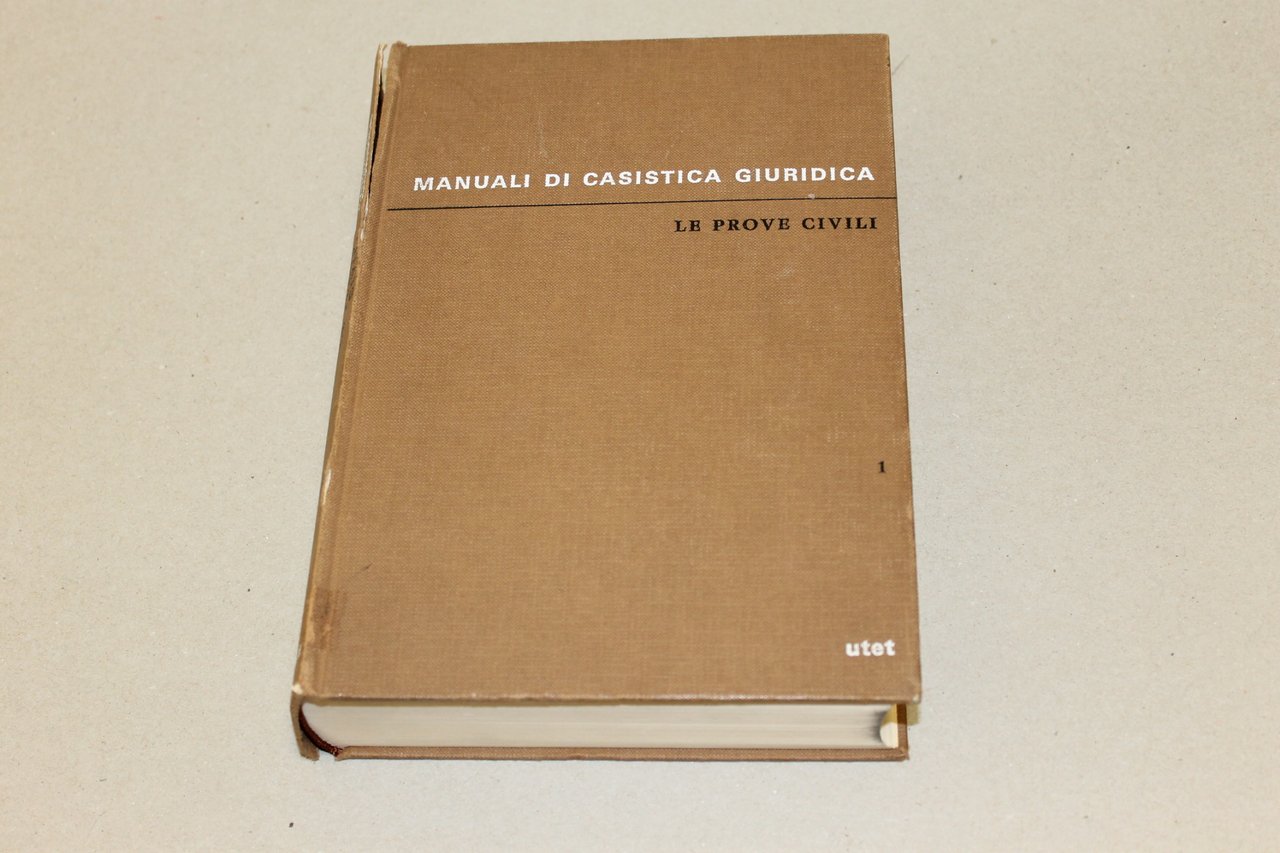 MANUALI DI CASISTICA GIURIDICA
LE PROVE CIVILI
1
utet